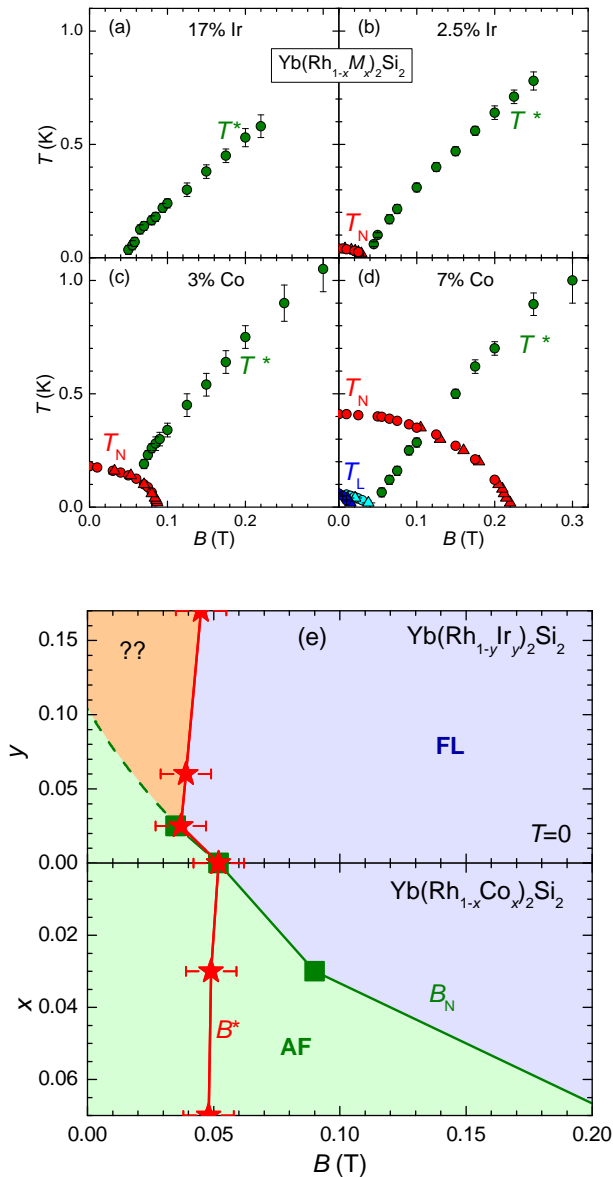 (a) 17% Ir
(b) 2.5% Ir
Yb(Rh1-xMx)2Si2
1.0
0.5
0.0
T (K)
T*
T*
TN
(c) 3% Co
(d) 7% Co
1.0
0.5
0.0
T (K)
T*
T*
TN
TN
TL
0.0 0.1 0.2
0.1 0.2 0.3
B (T)
B (T)
(e)
??
Yb(Rh1-yIry)2Si2
FL
T=0
0.15
0.10
0.05
0.00
y
Yb(Rh1-xCox)2Si2
BN
B*
AF
0.02
0.04
0.06
x
0.00 0.05 0.10 0.15 0.20
B (T)